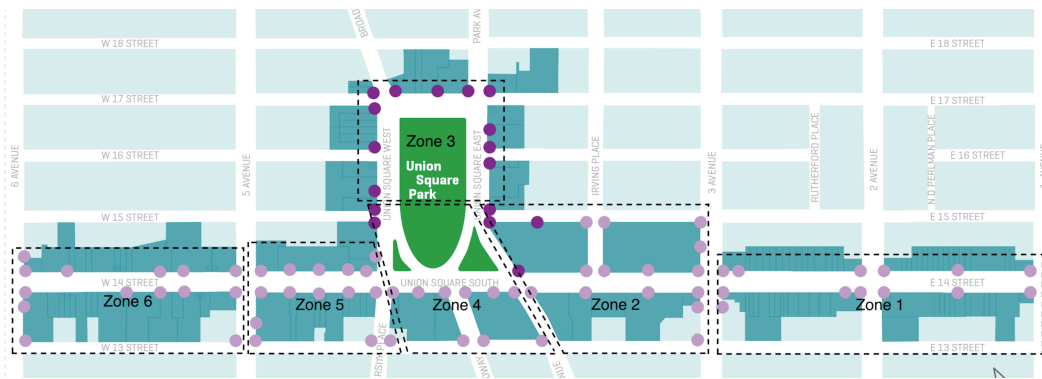 BROAD
PARK AV
W 18 STREET
E 18 STREET
W 17 STREET
E 17 STREET
6 AVENUE
5 AVENUE
UNION SQUARE WEST
Zone 3
Union
Square
Park
UNION SQUARE EAST
IRVING PLACE
3 AVENUE
RUTHERFORD PLACE
2 AVENUE
N D PERLMAN PLACE
W 16 STREET
E 16 STREET
W 15 STREET
E 15 STREET
W 14 STREET
UNION SQUARE SOUTH
E 14 STREET
Zone 6
Zone 5
Zone 4
Zone 2
Zone 1
W 13 STREET
E 13 STREET